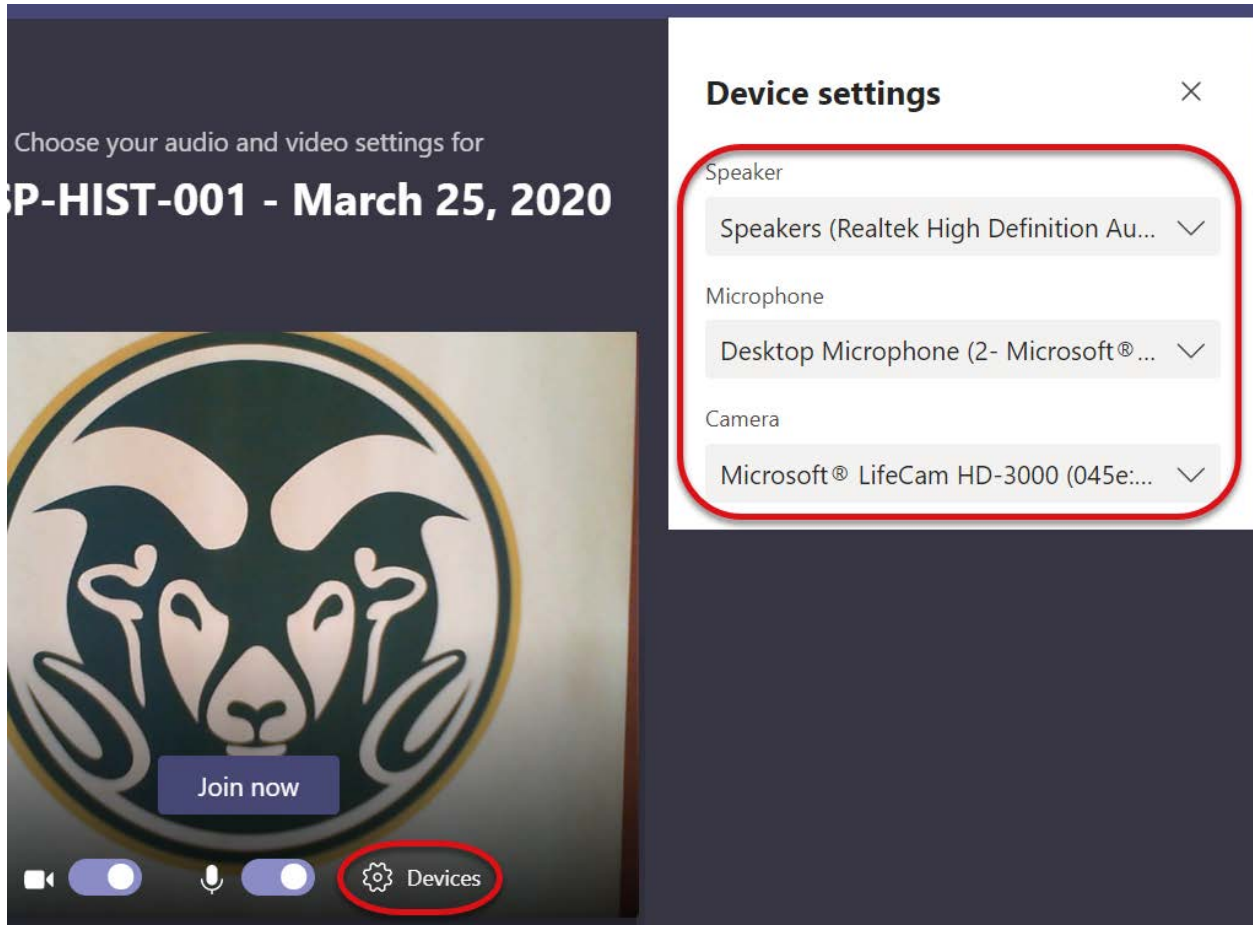 Choose your audio and video settings for
SP-HIST-001 - March 25, 2020
Join now
Devices
Device settings
Speaker
Speakers (Realtek High Definition Au...
Microphone
Desktop Microphone (2- Microsoft®...
Camera
Microsoft® LifeCam HD-3000 (045e:...